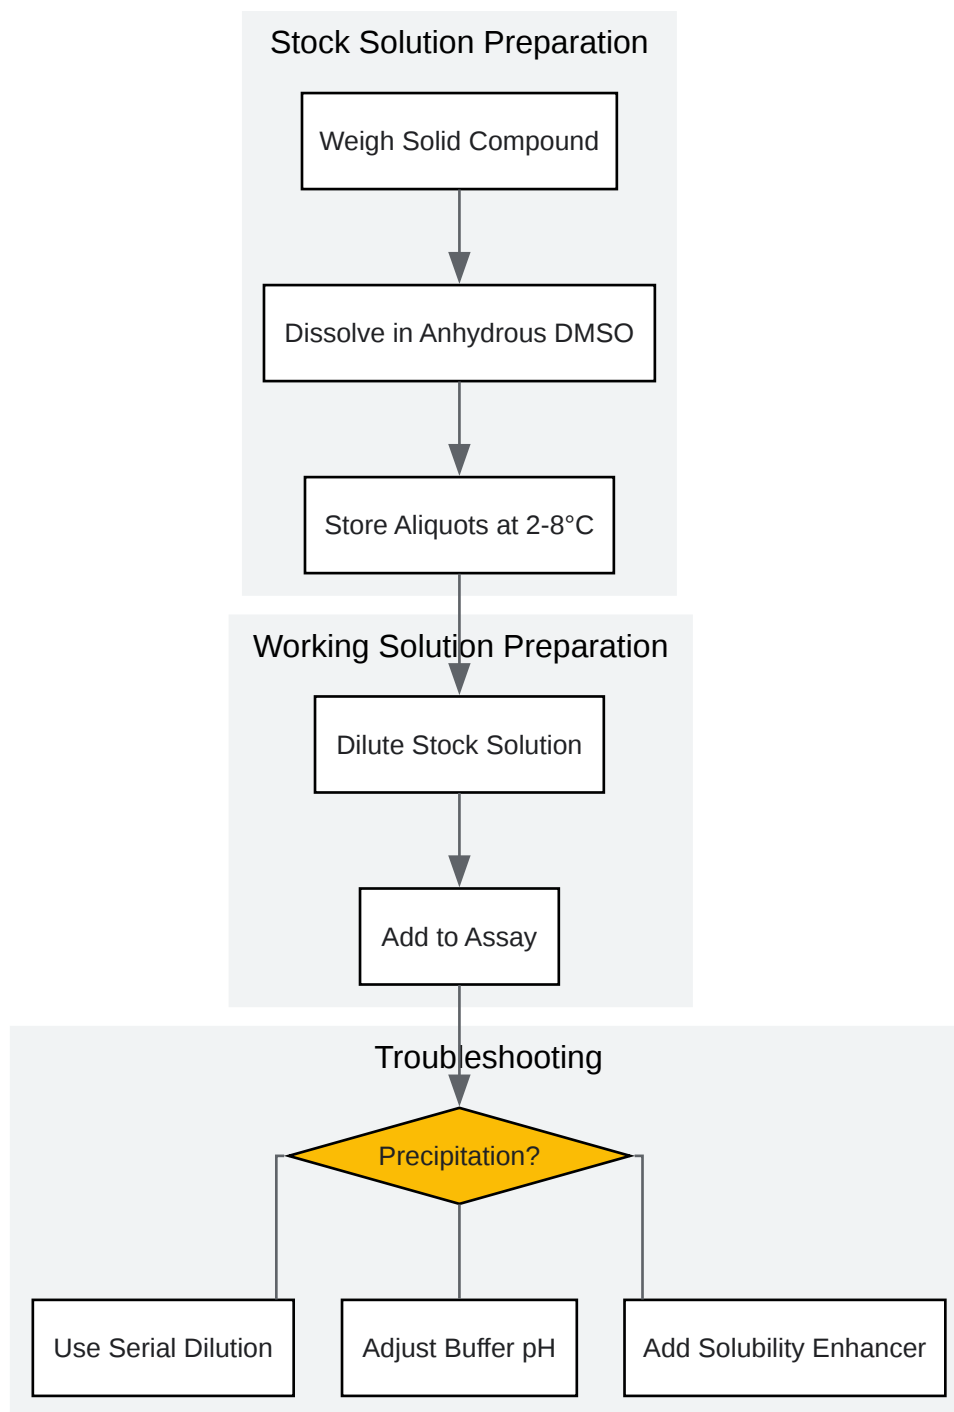 Stock Solution Preparation
Weigh Solid Compound
Dissolve in Anhydrous DMSO
Store Aliquots at 2-8°C
Working Solution Preparation
Dilute Stock Solution
Add to Assay
Troubleshooting
Precipitation?
Use Serial Dilution
Adjust Buffer pH
Add Solubility Enhancer